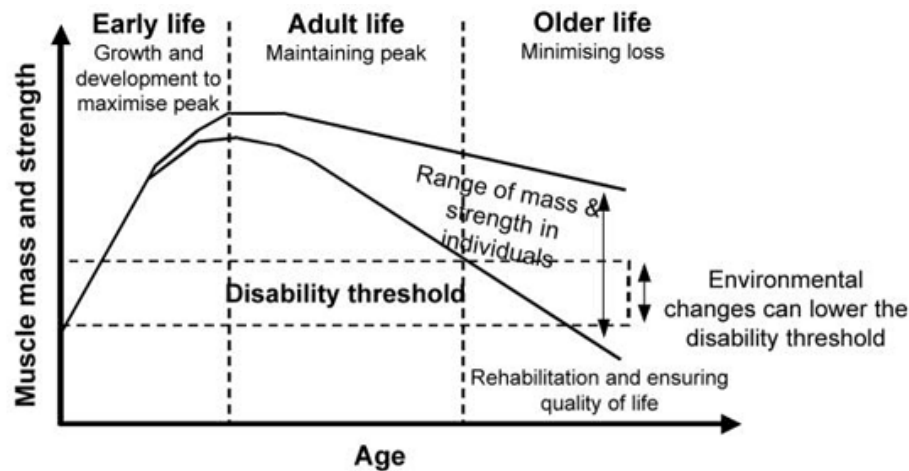 Early life
Growth and
development to
maximise peak
Adult life
Maintaining peak
Older life
Minimising loss
Muscle mass and strength
Range of mass &
strength in
individuals
Disability threshold
Environmental
changes can lower the
disability threshold
Rehabilitation and ensuring
quality of life
Age